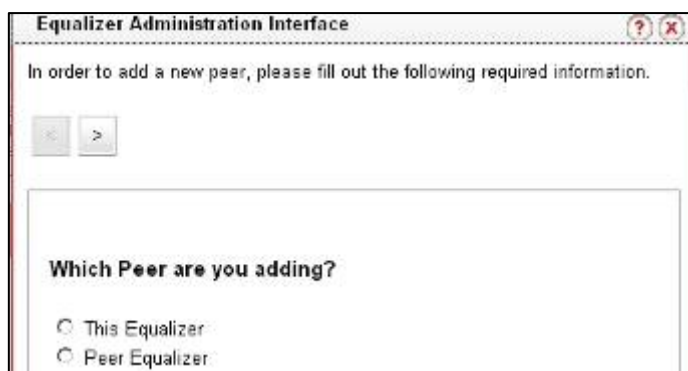 Equalizer Administration Interface ? X
In order to add a new peer, please fill out the following required information.
< >
Which Peer are you adding?
This Equalizer
Peer Equalizer